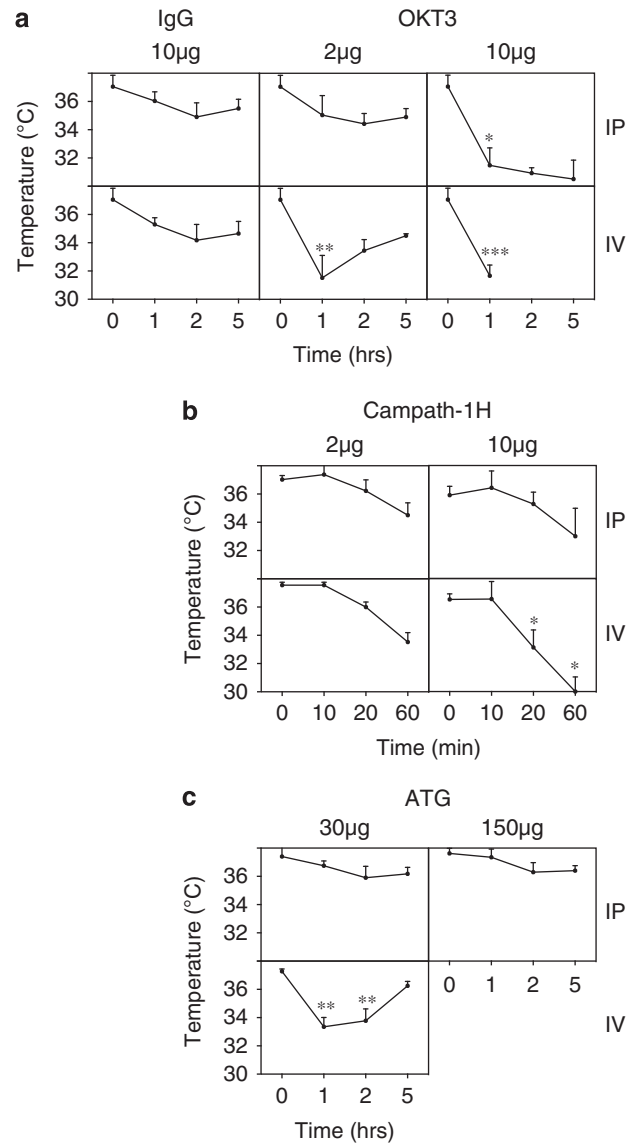 a IgG OKT3
10µg 2µg 10µg
Temperature (°C)
36
34
32
* IP
36
34
32
30
** *** IV
0 1 2 5 0 1 2 5 0 1 2 5
Time (hrs)
b Campath-1H
2µg 10µg
Temperature (°C)
36
34
32
IP
36
34
32
30
* * IV
0 10 20 60 0 10 20 60
Time (min)
c ATG
30µg 150µg
Temperature (°C)
36
34
32
IP
0 1 2 5
36
34
32
30
** ** IV
0 1 2 5
Time (hrs)